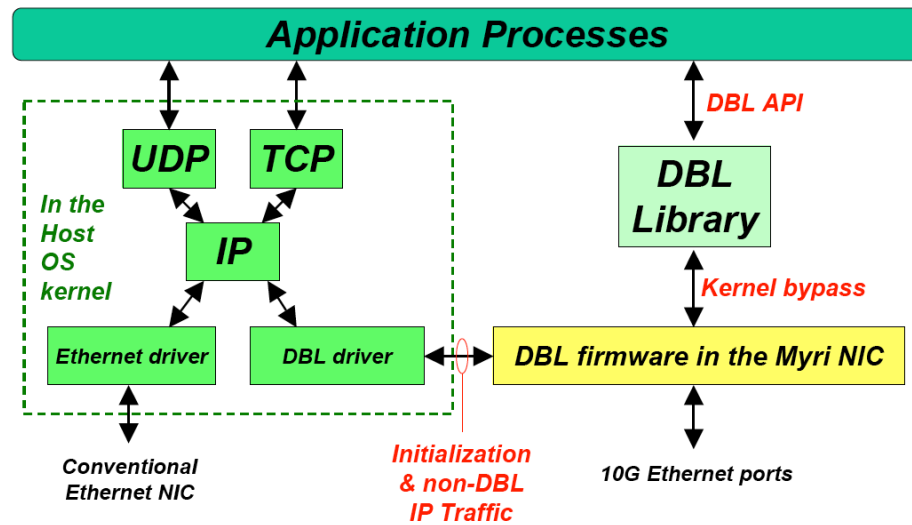 Application Processes
DBL API
UDP
TCP
DBL
Library
In the
Host
OS
kernel
IP
Kernel bypass
Ethernet driver
DBL driver
DBL firmware in the Myri NIC
Conventional
Ethernet NIC
Initialization
& non-DBL
IP Traffic
10G Ethernet ports